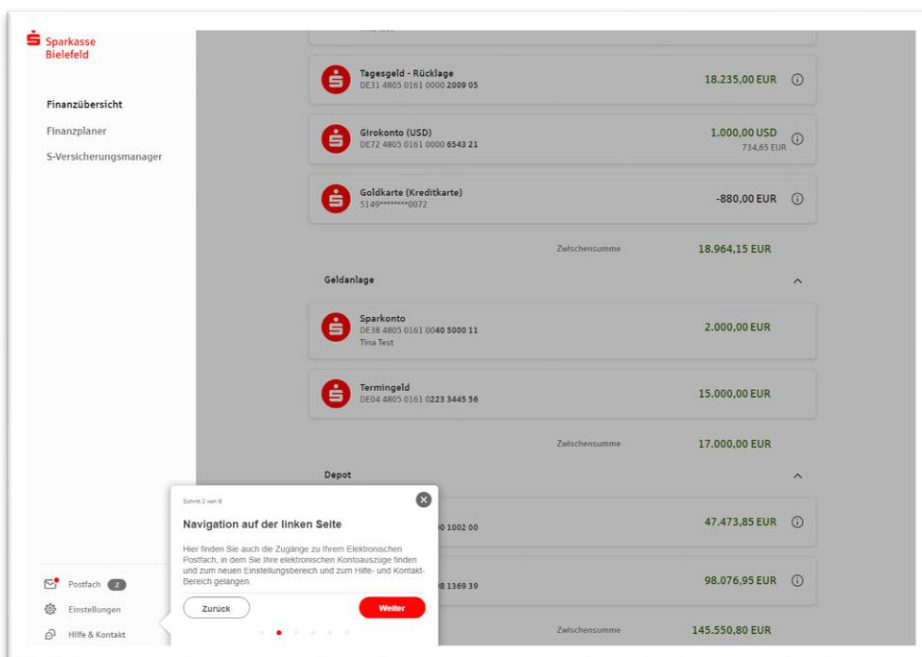 Sparkasse
Bielefeld
Finanzübersicht
Finanzplaner
S-Versicherungsmanager
Postfach 2
Einstellungen
Hilfe & Kontakt
Tagesgeld - Rücklage
DE31 4805 0161 0000 2009 05
18.235,00 EUR
Girokonto (USD)
DE72 4805 0161 0000 6543 21
1.000,00 USD
734,65 EUR
Goldkarte (Kreditkarte)
5149********0072
-880,00 EUR
Zwischensumme 18.964,15 EUR
Geldanlage
Sparkonto
DE38 4805 0161 0040 5000 11
Tina Test
2.000,00 EUR
Termingeld
DE04 4805 0161 0223 3445 56
15.000,00 EUR
Zwischensumme 17.000,00 EUR
Depot
0 1002 00
47.473,85 EUR
8 1369 39
98.076,95 EUR
Zwischensumme 145.550,80 EUR
Schritt 2 von 6
Navigation auf der linken Seite
Hier finden Sie auch die Zugänge zu Ihrem Elektronischen
Postfach, in dem Sie Ihre elektronischen Kontoauszüge finden
und zum neuen Einstellungsbereich und zum Hilfe- und Kontakt-
Bereich gelangen.
Zurück
Weiter